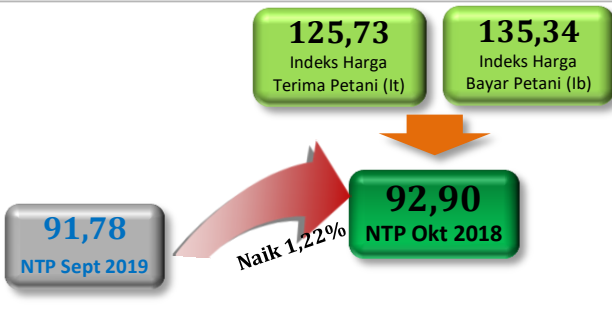 125,73
Indeks Harga
Terima Petani (It)
135,34
Indeks Harga
Bayar Petani (Ib)
91,78
NTP Sept 2019
Naik 1,22%
92,90
NTP Okt 2018